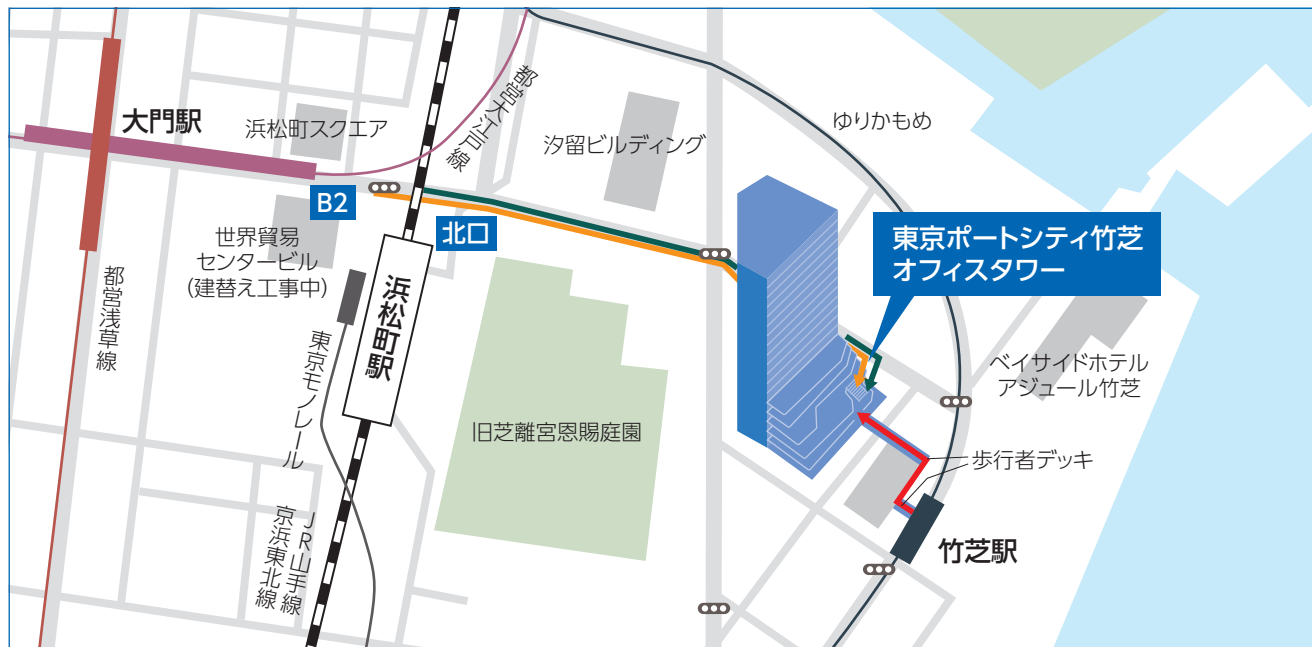 大門駅
浜松町スクエア
都営大江戸線
汐留ビルディング
ゆりかもめ
B2
北口
世界貿易
センタービル
(建替え工事中)
東京ポートシティ竹芝
オフィスタワー
都営浅草線
浜松町駅
東京モノレール
旧芝離宮恩賜庭園
ベイサイドホテル
アジュール竹芝
歩行者デッキ
竹芝駅
JR山手線
京浜東北線